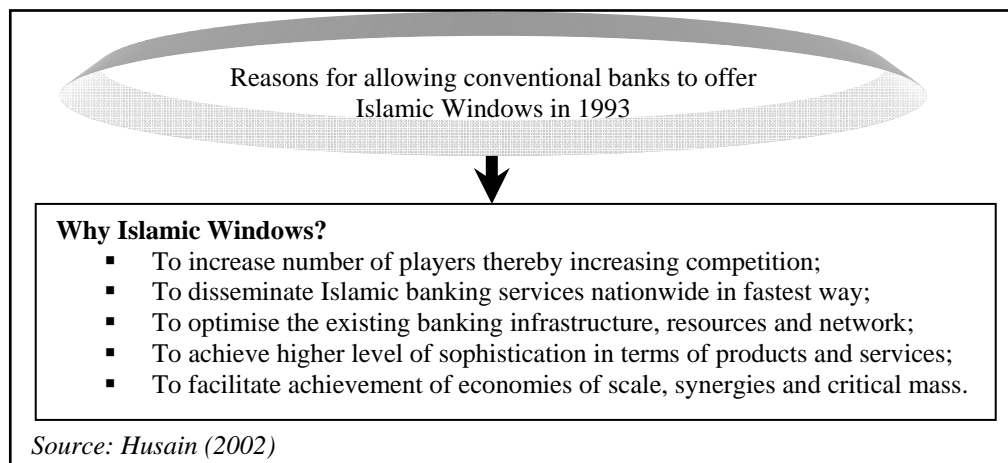 Reasons for allowing conventional banks to offer
Islamic Windows in 1993
Why Islamic Windows?
▪ To increase number of players thereby increasing competition;
▪ To disseminate Islamic banking services nationwide in fastest way;
▪ To optimise the existing banking infrastructure, resources and network;
▪ To achieve higher level of sophistication in terms of products and services;
▪ To facilitate achievement of economies of scale, synergies and critical mass.
Source: Husain (2002)